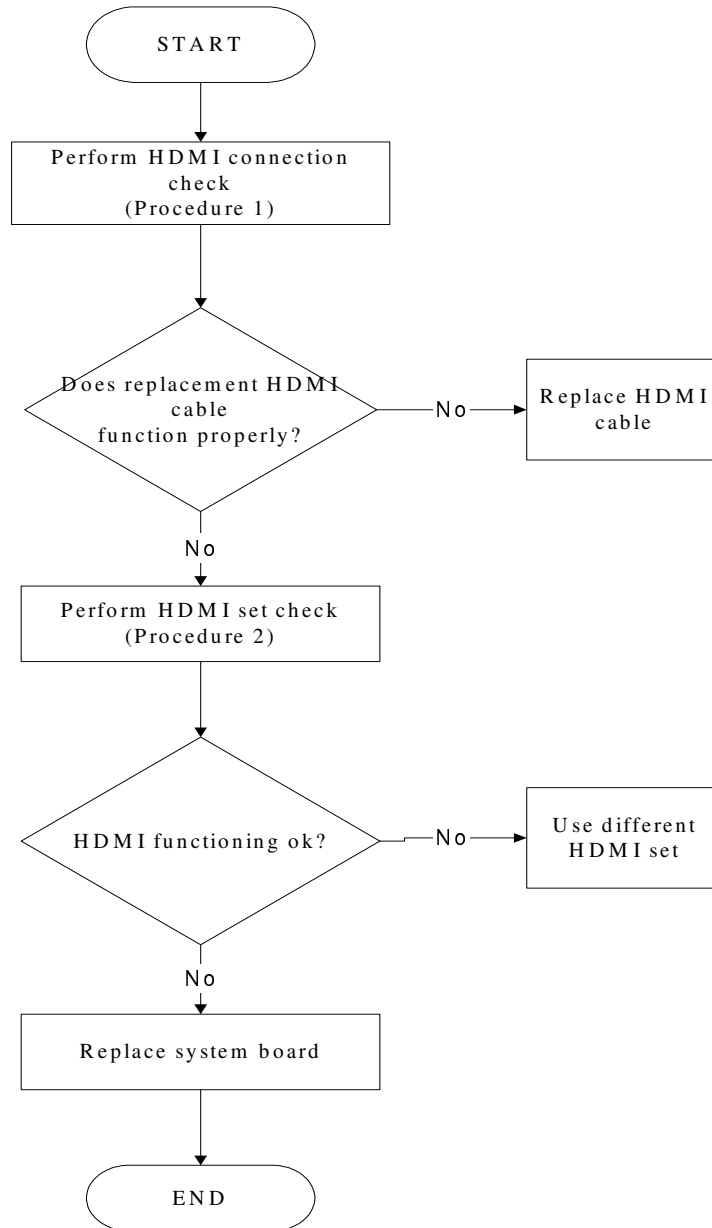 START
Perform HDMI connection
check
(Procedure 1)
Does replacement HDMI
cable
function properly?
No
Replace HDMI
cable
No
Perform HDMI set check
(Procedure 2)
HDMI functioning ok?
No
Use different
HDMI set
No
Replace system board
END